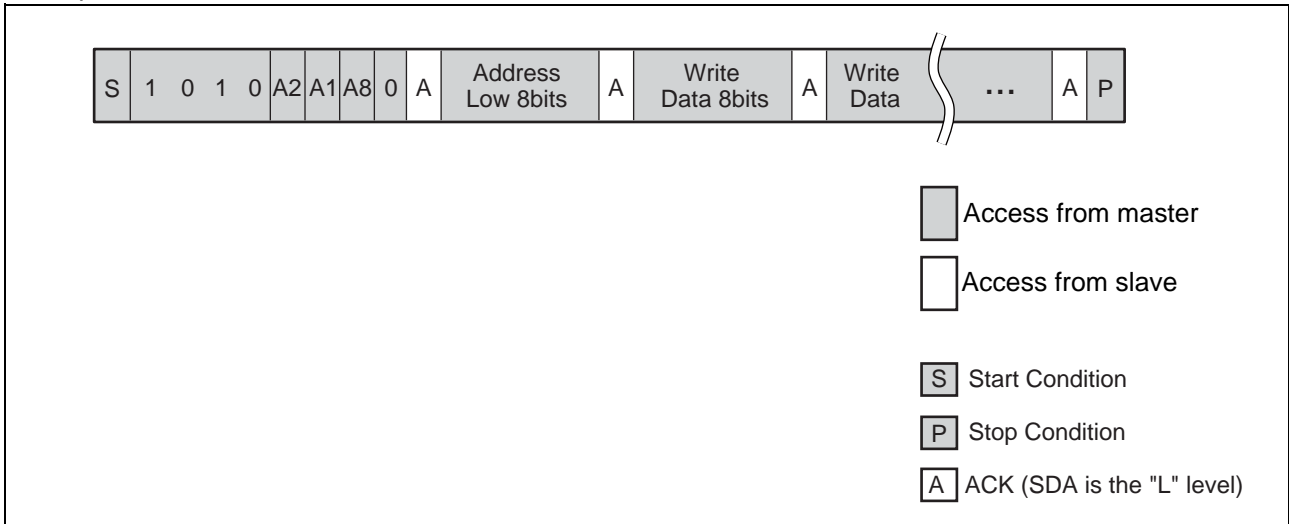 S 1 0 1 0 A2 A1 A8 0 A Address Low 8bits A Write Data 8bits A Write Data ... A P
Access from master
Access from slave
S Start Condition
P Stop Condition
A ACK (SDA is the "L" level)